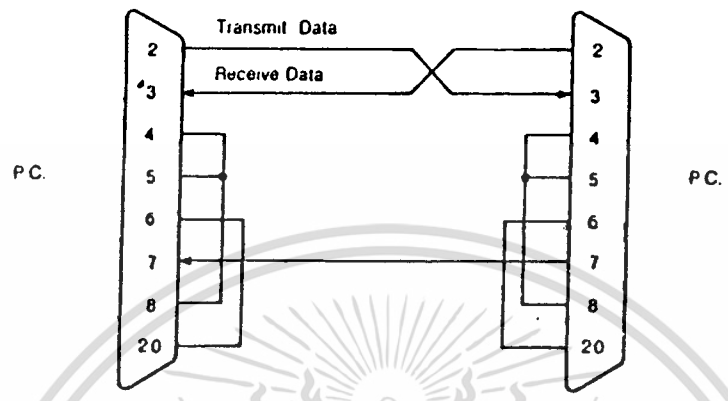 Transmit Data
2 2
Receive Data
3 3
4 4
P.C. 5 5 P.C.
6 6
7 7
8 8
20 20